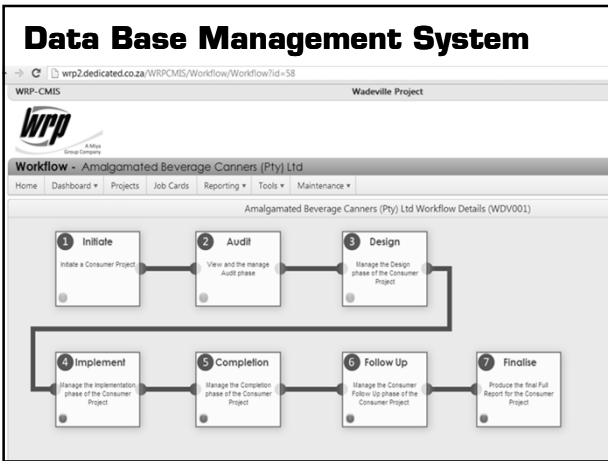 Data Base Management System
wrp2.dedicated.co.za/WRPCMIS/Workflow/Workflow?id=58
WRP-CMIS Wadeville Project
wrp
A Miya
Group Company
Workflow - Amalgamated Beverage Canners (Pty) Ltd
Home Dashboard Projects Job Cards Reporting Tools Maintenance
Amalgamated Beverage Canners (Pty) Ltd Workflow Details (WDV001)
1 Initiate
Initiate a Consumer Project
2 Audit
View and the manage
Audit phase
3 Design
Manage the Design
phase of the Consumer
Project
4 Implement
Manage the Implementation
phase of the Consumer
Project
5 Completion
Manage the Completion
phase of the Consumer
Project
6 Follow Up
Manage the Consumer
Follow Up phase of the
Consumer Project
7 Finalise
Produce the final Full
Report for the Consumer
Project